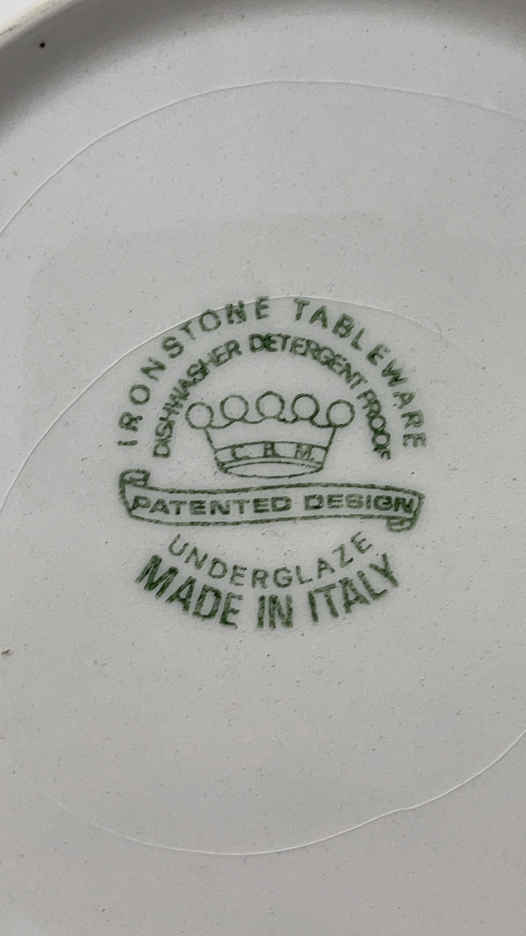 IRONSTONE TABLEWARE
DISHWASHER DETERGENT PROOF
C. B. M.
PATENTED DESIGN
UNDERGLAZE
MADE IN ITALY